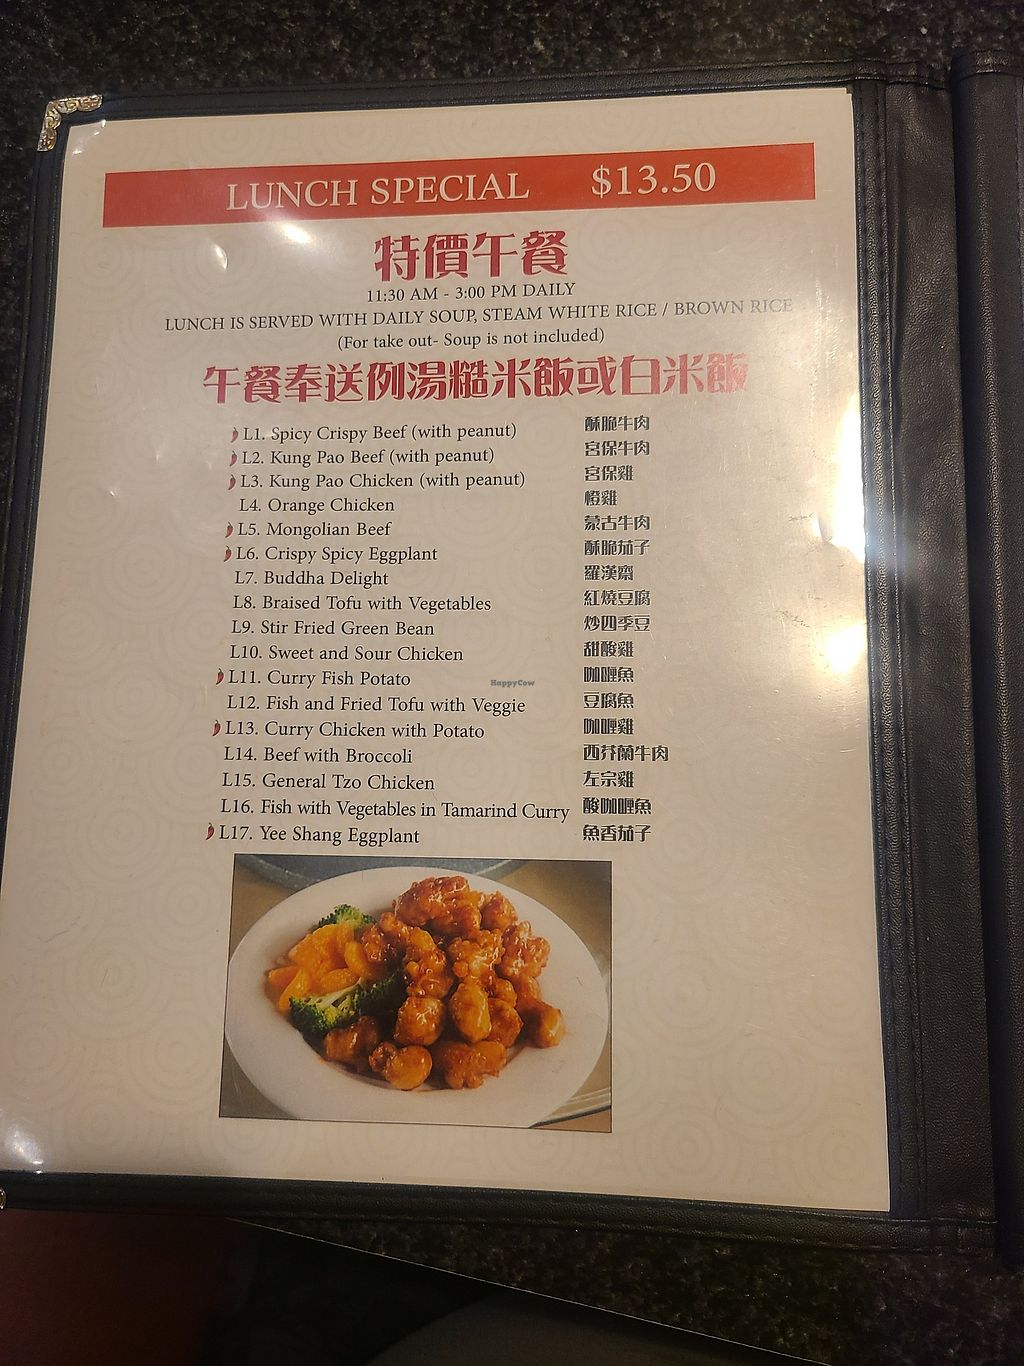 LUNCH SPECIAL $13.50
特價午餐
11:30 AM - 3:00 PM DAILY
LUNCH IS SERVED WITH DAILY SOUP, STEAM WHITE RICE / BROWN RICE
(For take out- Soup is not included)
午餐奉送例湯糙米飯或白米飯
L1. Spicy Crispy Beef (with peanut) 酥脆牛肉
L2. Kung Pao Beef (with peanut) 宮保牛肉
L3. Kung Pao Chicken (with peanut) 宮保雞
L4. Orange Chicken 橙雞
L5. Mongolian Beef 蒙古牛肉
L6. Crispy Spicy Eggplant 酥脆茄子
L7. Buddha Delight 羅漢齋
L8. Braised Tofu with Vegetables 紅燒豆腐
L9. Stir Fried Green Bean 炒四季豆
L10. Sweet and Sour Chicken 甜酸雞
L11. Curry Fish Potato 咖喱魚
HappyCow
L12. Fish and Fried Tofu with Veggie 豆腐魚
L13. Curry Chicken with Potato 咖喱雞
L14. Beef with Broccoli 西芥蘭牛肉
L15. General Tzo Chicken 左宗雞
L16. Fish with Vegetables in Tamarind Curry 酸咖喱魚
L17. Yee Shang Eggplant 魚香茄子